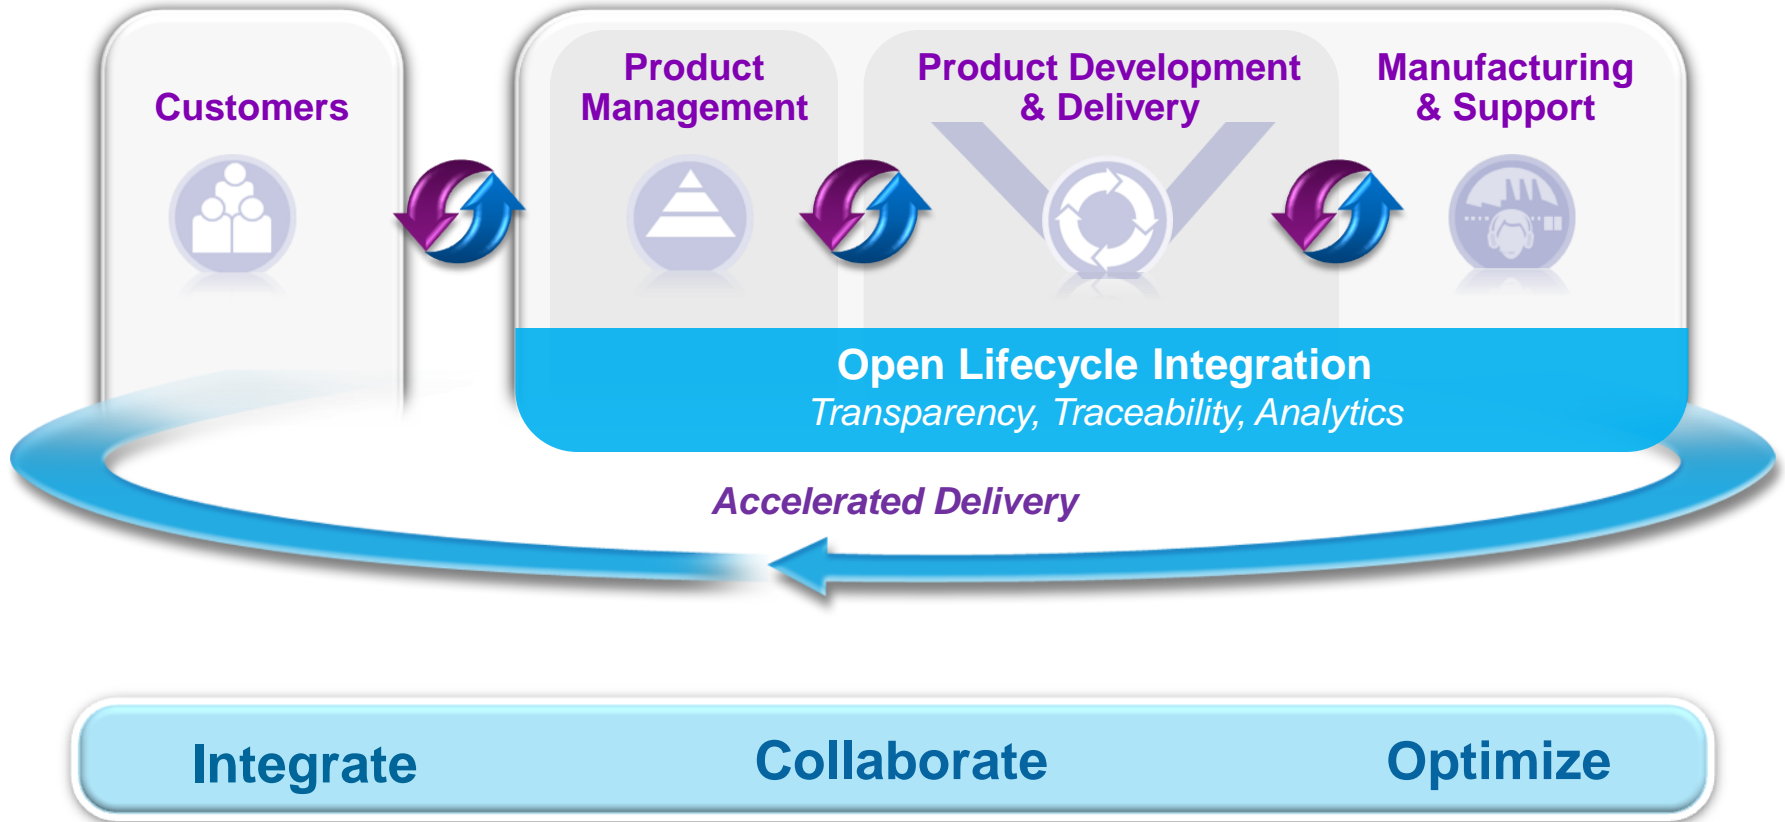 Customers
Product
Management
Product Development
& Delivery
Manufacturing
& Support
Open Lifecycle Integration
Transparency, Traceability, Analytics
Accelerated Delivery
Integrate
Collaborate
Optimize